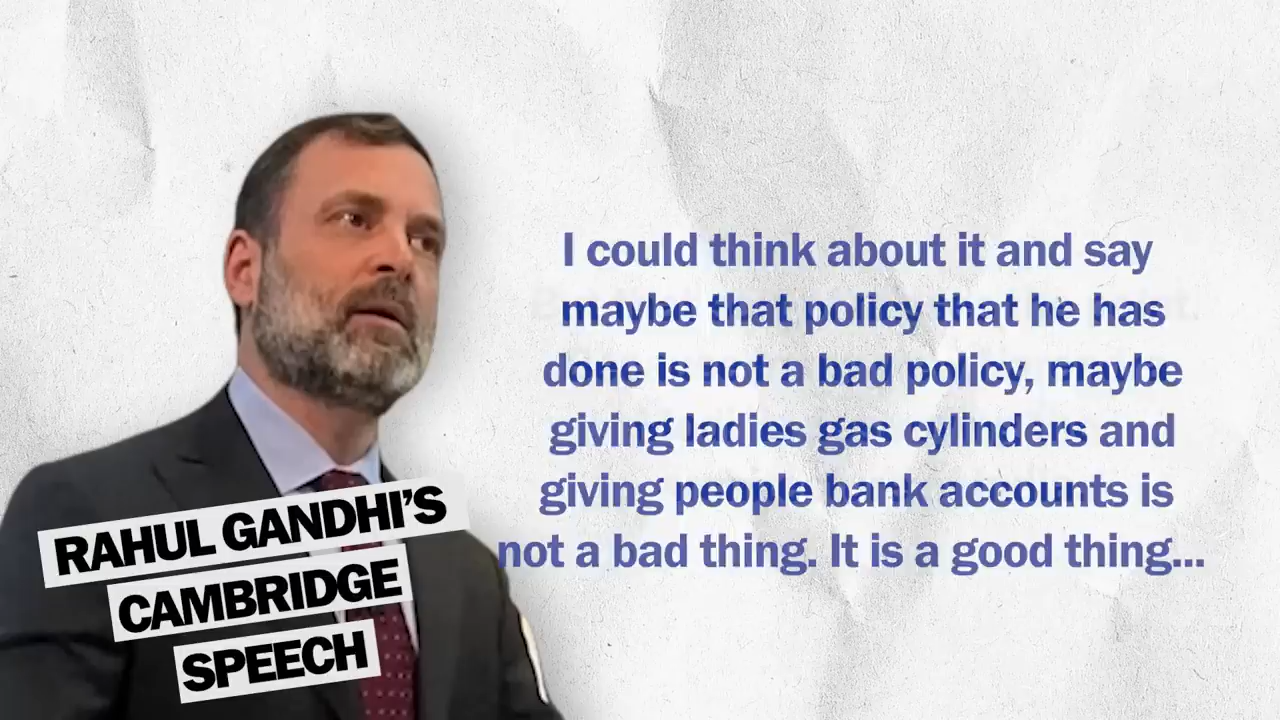 I could think about it and say
maybe that policy that he has
done is not a bad policy, maybe
giving ladies gas cylinders and
giving people bank accounts is
not a bad thing. It is a good thing...
RAHUL GANDHI'S
CAMBRIDGE
SPEECH